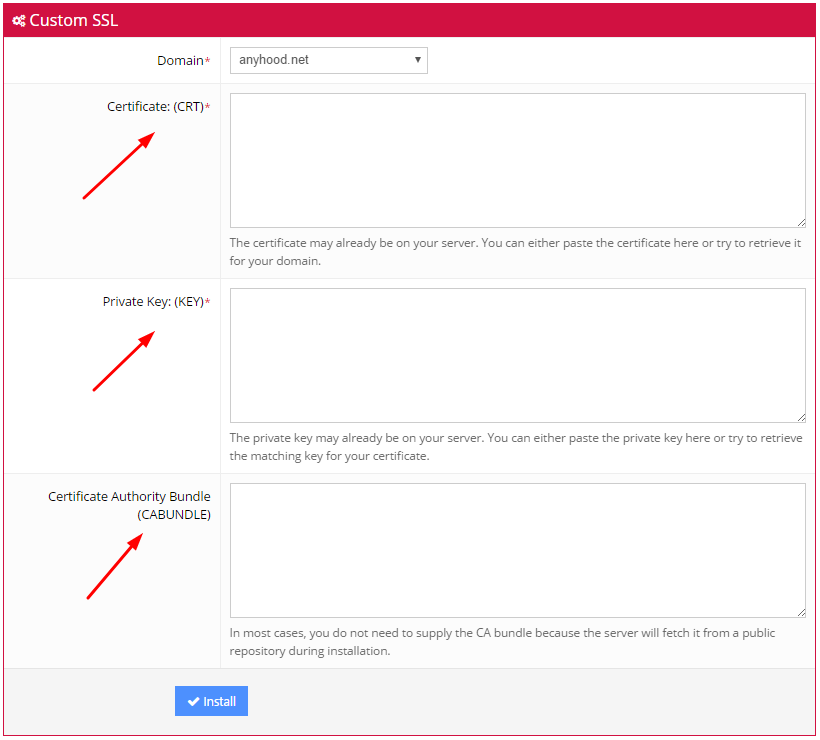 Custom SSL
Domain*
anyhood.net
Certificate: (CRT)*
The certificate may already be on your server. You can either paste the certificate here or try to retrieve it
for your domain.
Private Key: (KEY)*
The private key may already be on your server. You can either paste the private key here or try to retrieve
the matching key for your certificate.
Certificate Authority Bundle
(CABUNDLE)
In most cases, you do not need to supply the CA bundle because the server will fetch it from a public
repository during installation.
Install